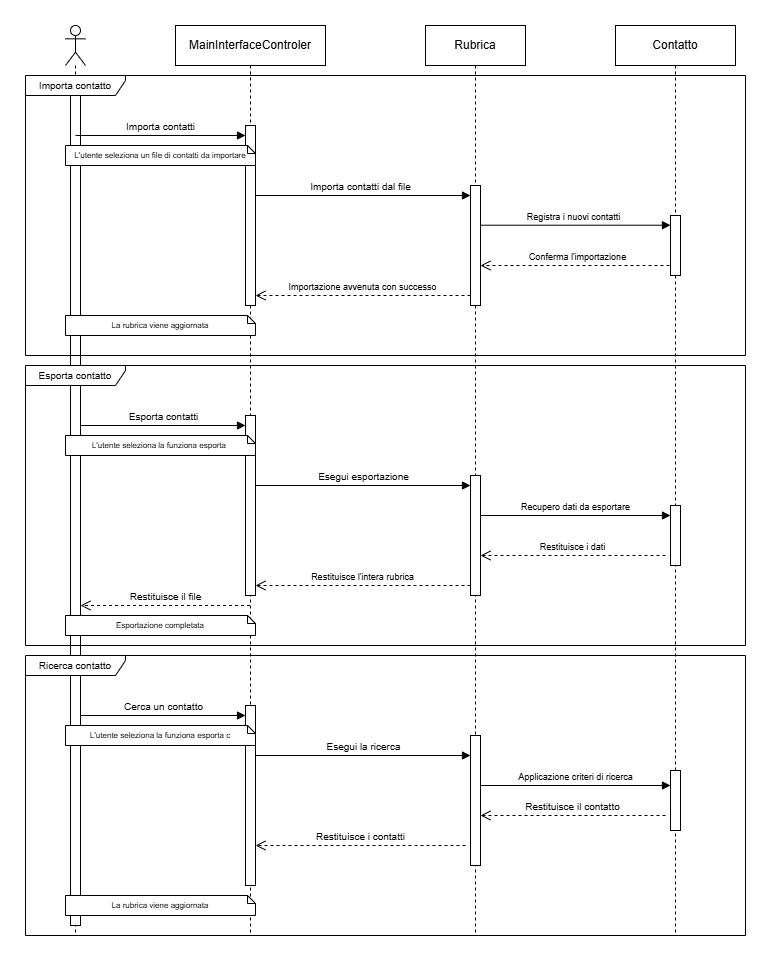 MainInterfaceControler
Rubrica
Contatto
Importa contatto
Importa contatti
L'utente seleziona un file di contatti da importare
Importa contatti dal file
Registra i nuovi contatti
Conferma l'importazione
Importazione avvenuta con successo
La rubrica viene aggiornata
Esporta contatto
Esporta contatti
L'utente seleziona la funziona esporta
Esegui esportazione
Recupero dati da esportare
Restituisce i dati
Restituisce l'intera rubrica
Restituisce il file
Esportazione completata
Ricerca contatto
Cerca un contatto
L'utente seleziona la funziona esporta c
Esegui la ricerca
Applicazione criteri di ricerca
Restituisce il contatto
Restituisce i contatti
La rubrica viene aggiornata